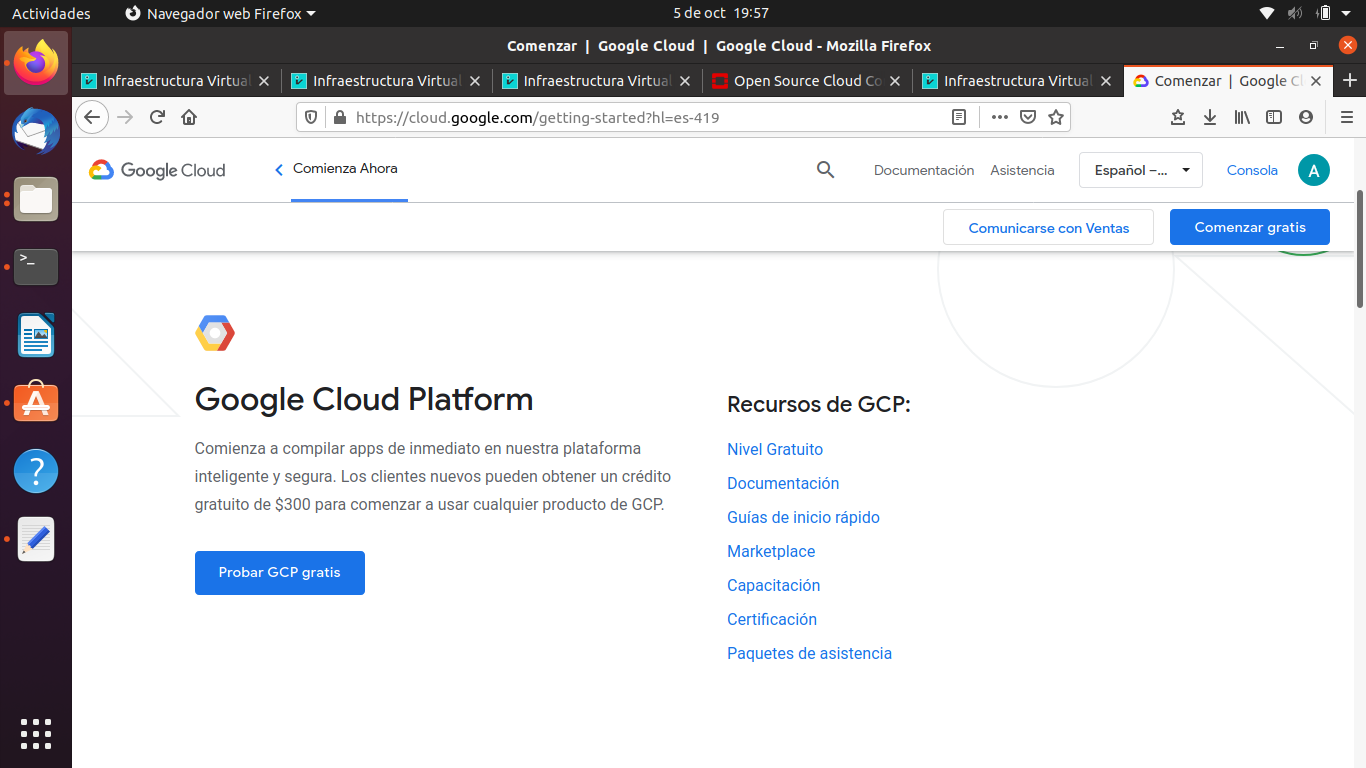 Actividades
Navegador web Firefox
5 de oct 19:57
Comenzar | Google Cloud | Google Cloud - Mozilla Firefox
Infraestructura Virtual
Infraestructura Virtual
Infraestructura Virtual
Open Source Cloud Co
Infraestructura Virtual
Comenzar | Google Cl
https://cloud.google.com/getting-started?hl=es-419
Google Cloud
Comienza Ahora
Documentación
Asistencia
Español –...
Consola
A
Comunicarse con Ventas
Comenzar gratis
Google Cloud Platform
Comienza a compilar apps de inmediato en nuestra plataforma
inteligente y segura. Los clientes nuevos pueden obtener un crédito
gratuito de $300 para comenzar a usar cualquier producto de GCP.
Probar GCP gratis
Recursos de GCP:
Nivel Gratuito
Documentación
Guías de inicio rápido
Marketplace
Capacitación
Certificación
Paquetes de asistencia